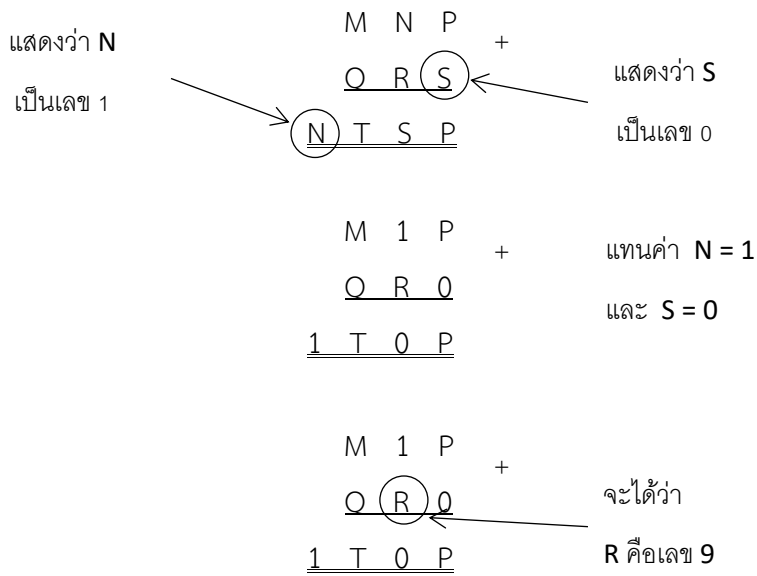 M N P
+
Q R S
N T S P
แสดงว่า N
เป็นเลข 1
แสดงว่า S
เป็นเลข 0
M 1 P
+
Q R 0
1 T 0 P
แทนค่า N = 1
และ S = 0
M 1 P
+
Q R 0
1 T 0 P
จะได้ว่า
R คือเลข 9